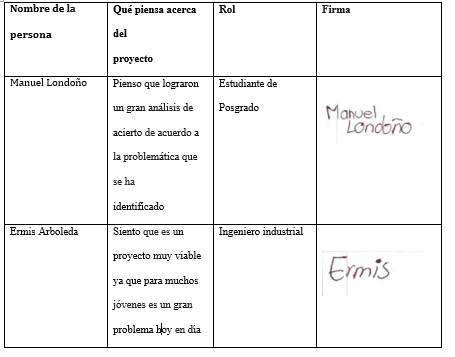 Nombre de la
persona
Qué piensa acerca
del
proyecto
Rol
Firma
Manuel Londoño
Pienso que lograron
un gran análisis de
acierto de acuerdo a
la problemática que
se ha
identificado
Estudiante de
Posgrado
Manuel
Londoño
Ermis Arboleda
Siento que es un
proyecto muy viable
ya que para muchos
jóvenes es un gran
problema hoy en día
Ingeniero industrial
Ermis